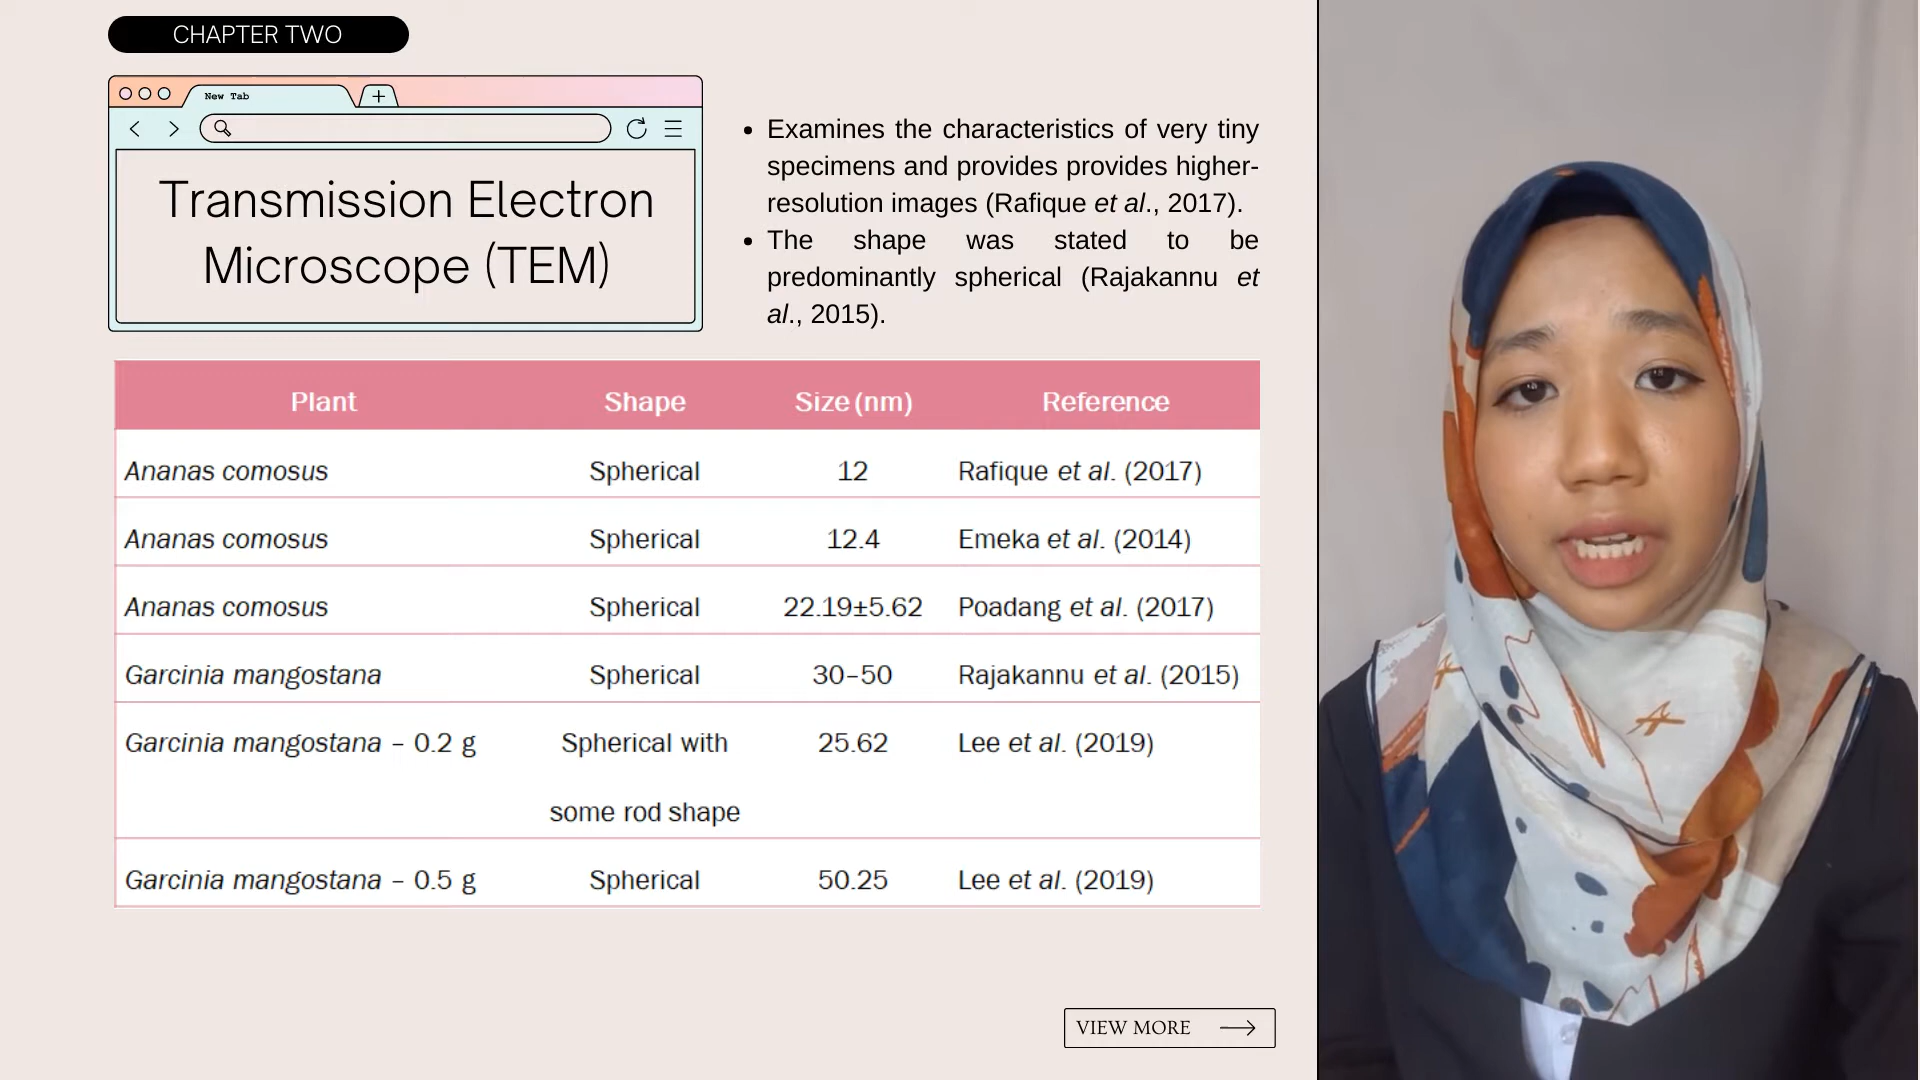 CHAPTER TWO
New Tab
Transmission Electron
Microscope (TEM)
• Examines the characteristics of very tiny
specimens and provides provides higher-
resolution images (Rafique et al., 2017).
• The shape was stated to be
predominantly spherical (Rajakannu et
al., 2015).
Plant Shape Size (nm) Reference
Ananas comosus Spherical 12 Rafique et al. (2017)
Ananas comosus Spherical 12.4 Emeka et al. (2014)
Ananas comosus Spherical 22.19±5.62 Poadang et al. (2017)
Garcinia mangostana Spherical 30–50 Rajakannu et al. (2015)
Garcinia mangostana – 0.2 g Spherical with 25.62 Lee et al. (2019)
some rod shape
Garcinia mangostana – 0.5 g Spherical 50.25 Lee et al. (2019)
VIEW MORE